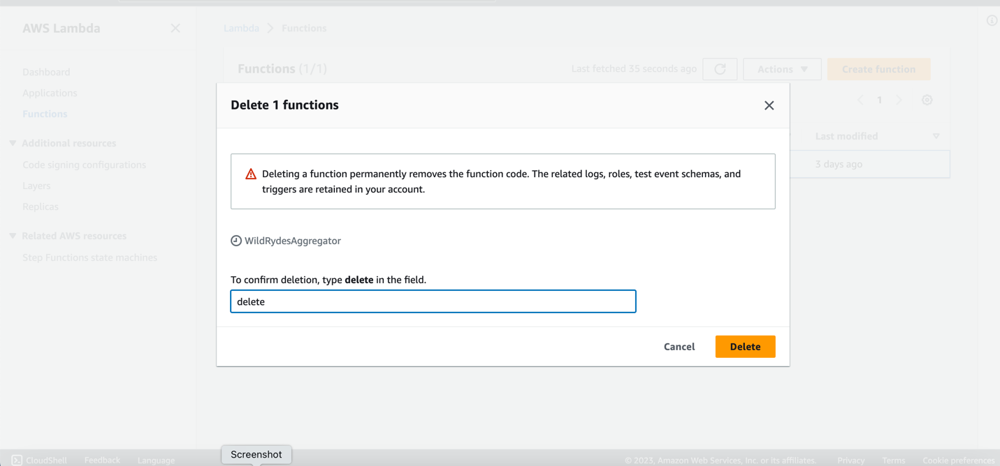 AWS Lambda
Lambda
Functions
Dashboard
Applications
Functions
Additional resources
Code signing configurations
Layers
Replicas
Related AWS resources
Step Functions state machines
Functions (1/1)
Last fetched 35 seconds ago
Actions
Create function
1
Last modified
3 days ago
Delete 1 functions
Deleting a function permanently removes the function code. The related logs, roles, test event schemas, and
triggers are retained in your account.
WildRydesAggregator
To confirm deletion, type delete in the field.
delete
Cancel
Delete
Screenshot
CloudShell
Feedback
Language
© 2023, Amazon Web Services, Inc. or its affiliates.
Privacy
Terms
Cookie preferences